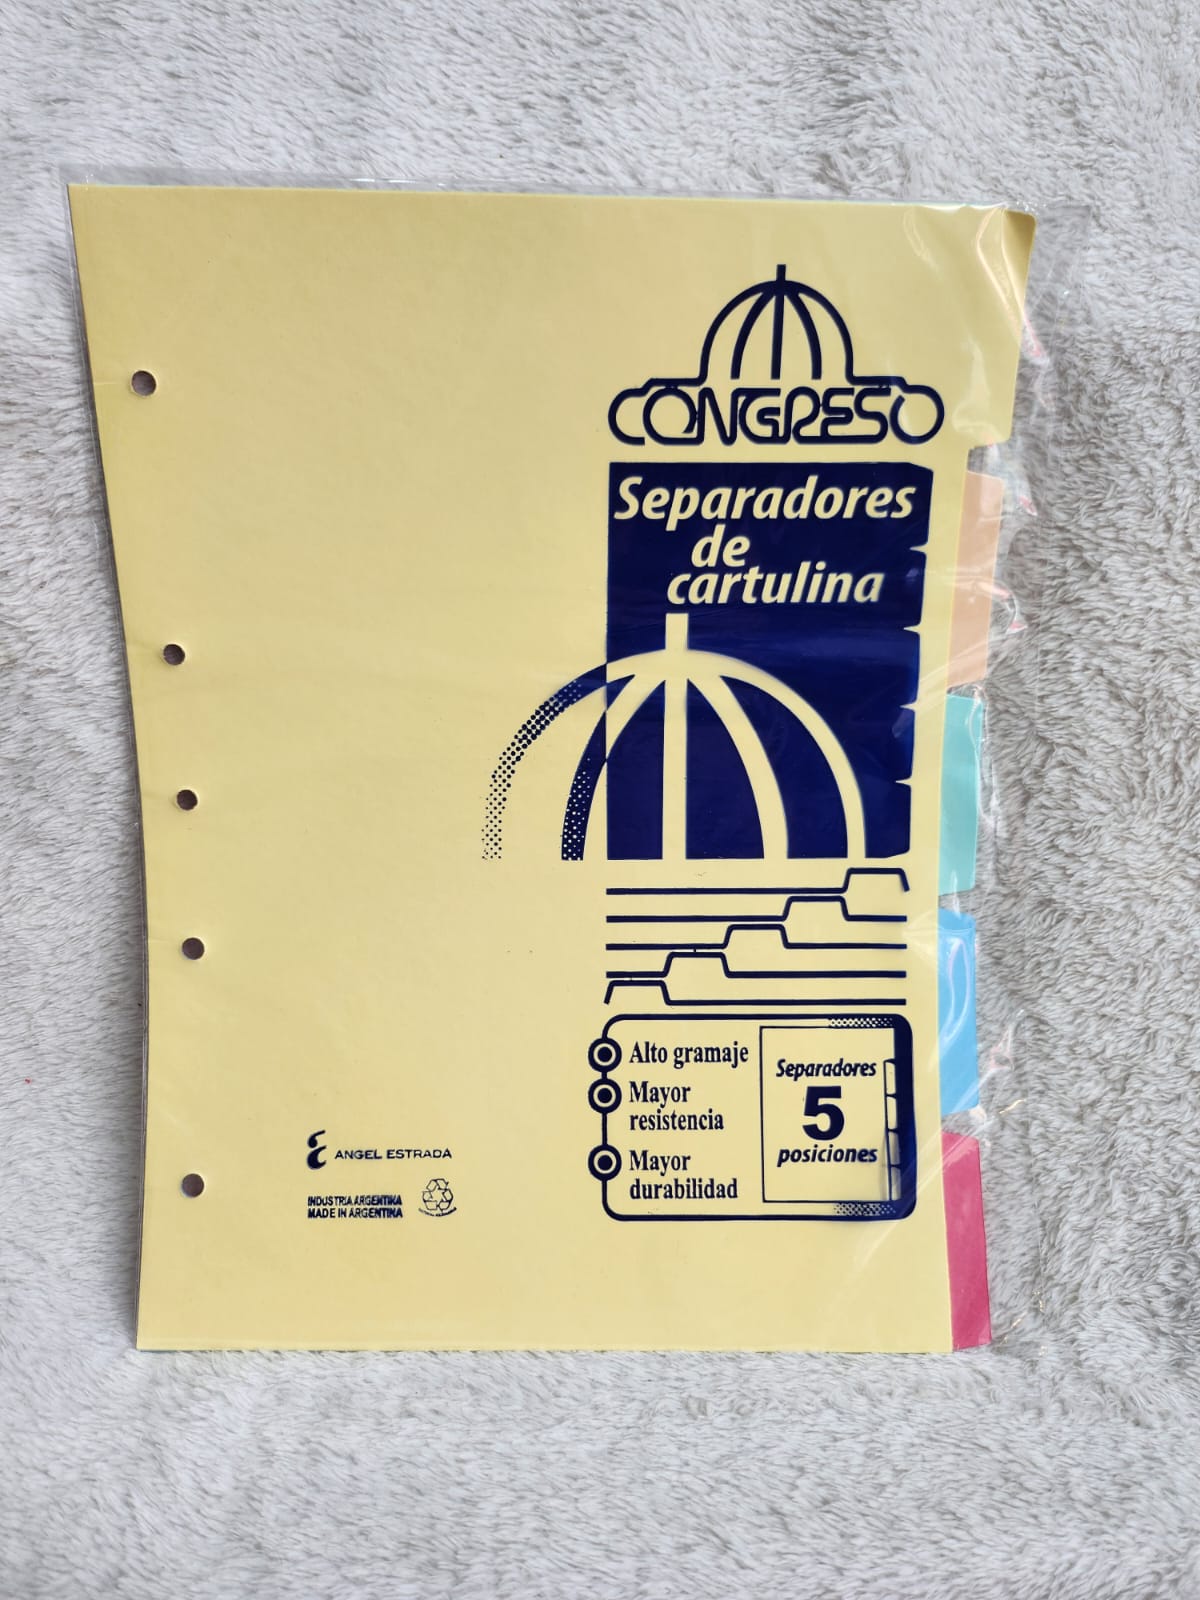 CONGRESO
Separadores
de
cartulina
Alto gramaje
Mayor
resistencia
Mayor
durabilidad
Separadores
5
posiciones
ANGEL ESTRADA
INDUSTRIA ARGENTINA
MADE IN ARGENTINA